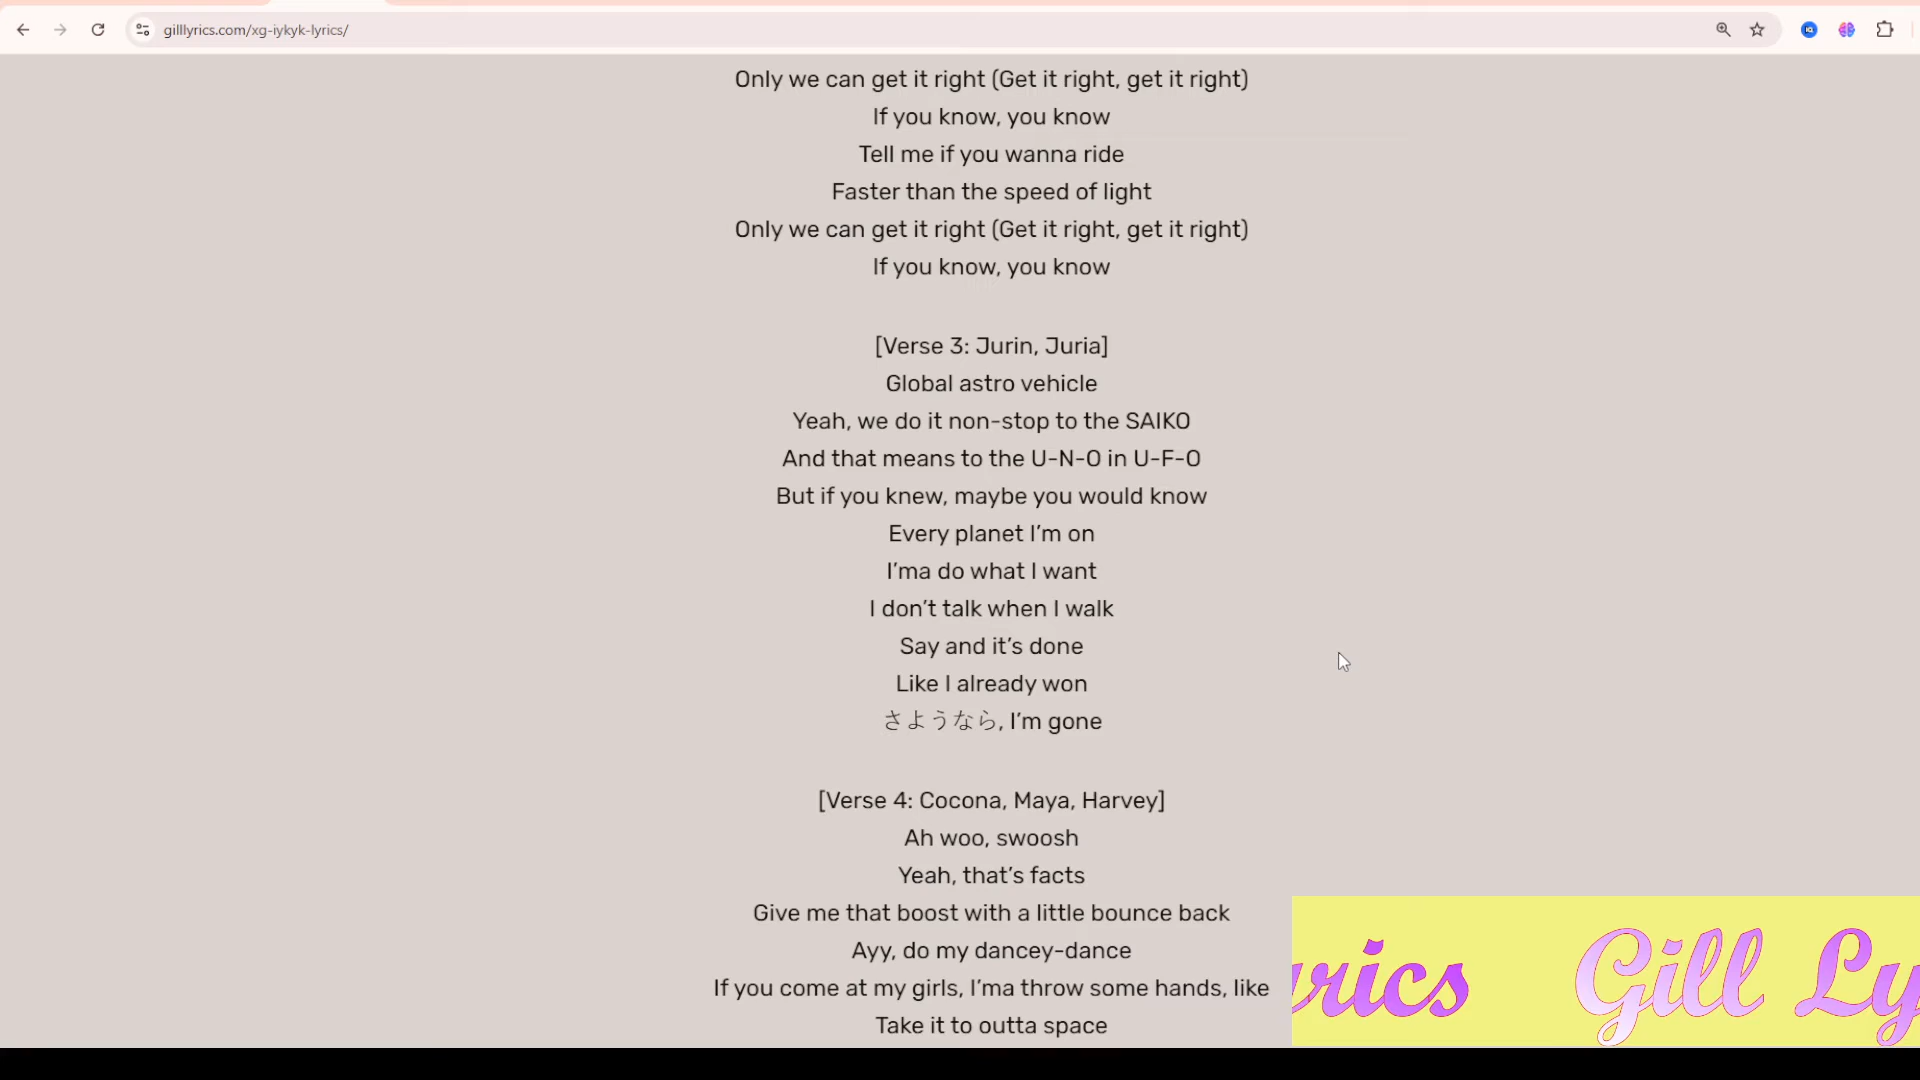 gilllyrics.com/xg-iykyk-lyrics/
Only we can get it right (Get it right, get it right)
If you know, you know
Tell me if you wanna ride
Faster than the speed of light
Only we can get it right (Get it right, get it right)
If you know, you know
[Verse 3: Jurin, Juria]
Global astro vehicle
Yeah, we do it non-stop to the SAIKO
And that means to the U-N-O in U-F-O
But if you knew, maybe you would know
Every planet I’m on
I’ma do what I want
I don’t talk when I walk
Say and it’s done
Like I already won
さようなら, I’m gone
[Verse 4: Cocona, Maya, Harvey]
Ah woo, swoosh
Yeah, that’s facts
Give me that boost with a little bounce back
Ayy, do my dancey-dance
If you come at my girls, I’ma throw some hands, like
Take it to outta space
yrics Gill Ly